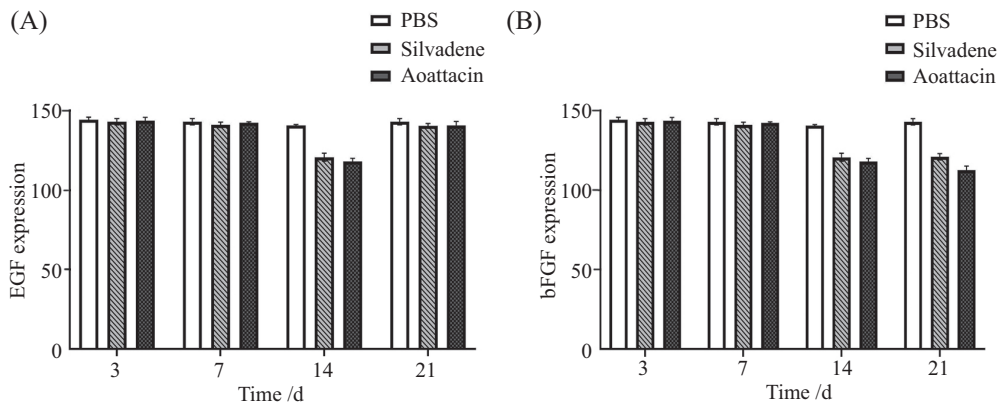 (A)
PBS
Silvadene
Aoattacin
150
100
50
0
EGF expression
3 7 14 21
Time /d
(B)
PBS
Silvadene
Aoattacin
150
100
50
0
bFGF expression
3 7 14 21
Time /d